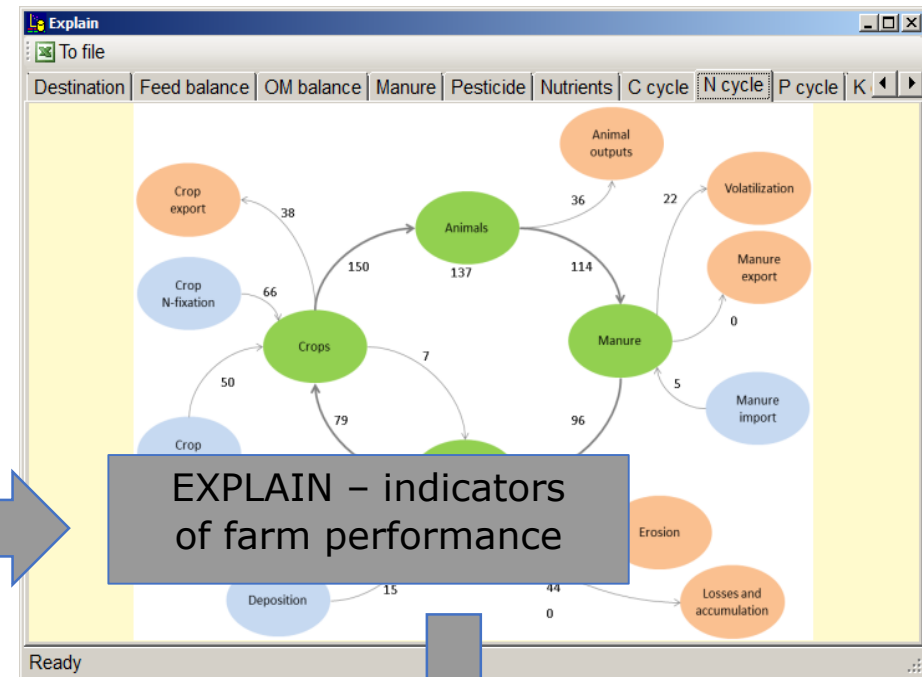 Explain
To file
Destination Feed balance OM balance Manure Pesticide Nutrients C cycle N cycle P cycle K
Animal
outputs
Crop
export
38
36
22
Volatilization
Animals
150
137
114
Manure
export
Crop
N-fixation
66
0
Crops
Manure
7
50
5
Manure
import
79
96
Crop
EXPLAIN – indicators
of farm performance
Erosion
Deposition
15
44
0
Losses and
accumulation
Ready